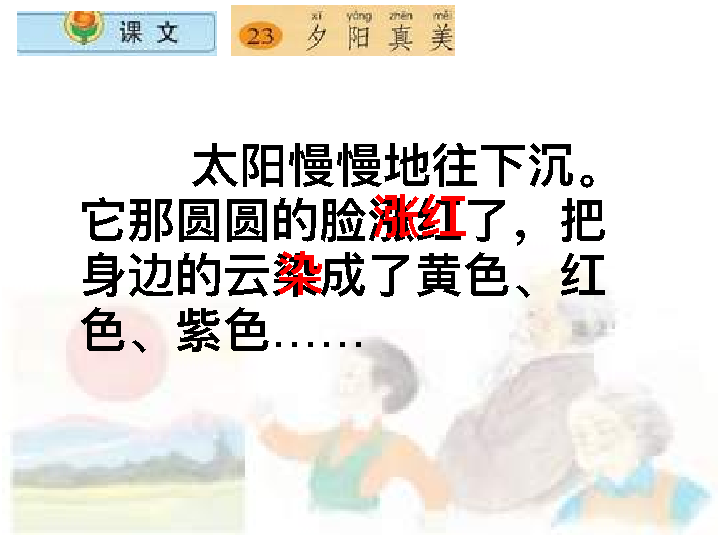 课文
xī yáng zhēn měi
23 夕阳真美
太阳慢慢地往下沉。
它那圆圆的脸涨红了，把
身边的云染成了黄色、红
色、紫色……